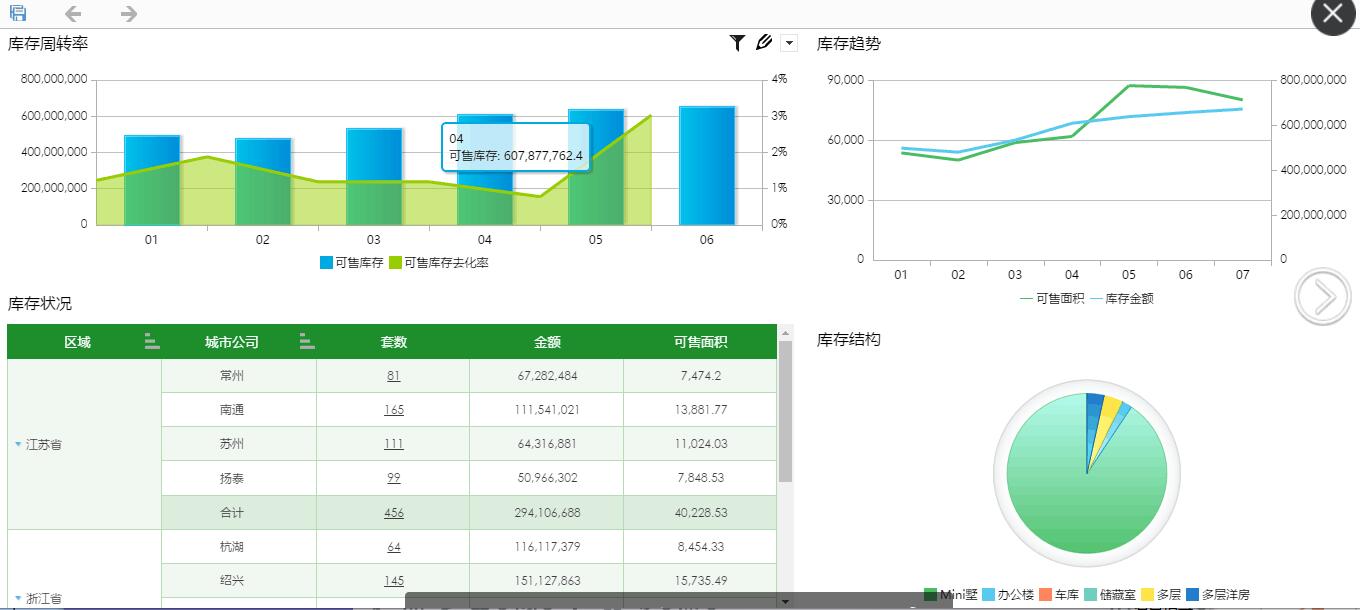 库存周转率
800,000,000
600,000,000
400,000,000
200,000,000
0
4%
3%
2%
1%
0%
04
可售库存: 607,877,762.4
01 02 03 04 05 06
可售库存 可售库存去化率
库存趋势
90,000
60,000
30,000
0
800,000,000
600,000,000
400,000,000
200,000,000
0
01 02 03 04 05 06 07
可售面积 库存金额
库存状况
区域 城市公司 套数 金额 可售面积
江苏省
常州 81 67,282,484 7,474.2
南通 165 111,541,021 13,881.77
苏州 111 64,316,881 11,024.03
扬泰 99 50,966,302 7,848.53
合计 456 294,106,688 40,228.53
浙江省
杭湖 64 116,117,379 8,454.33
绍兴 145 151,127,863 15,735.49
库存结构
Mini墅 办公楼 车库 储藏室 多层 多层洋房